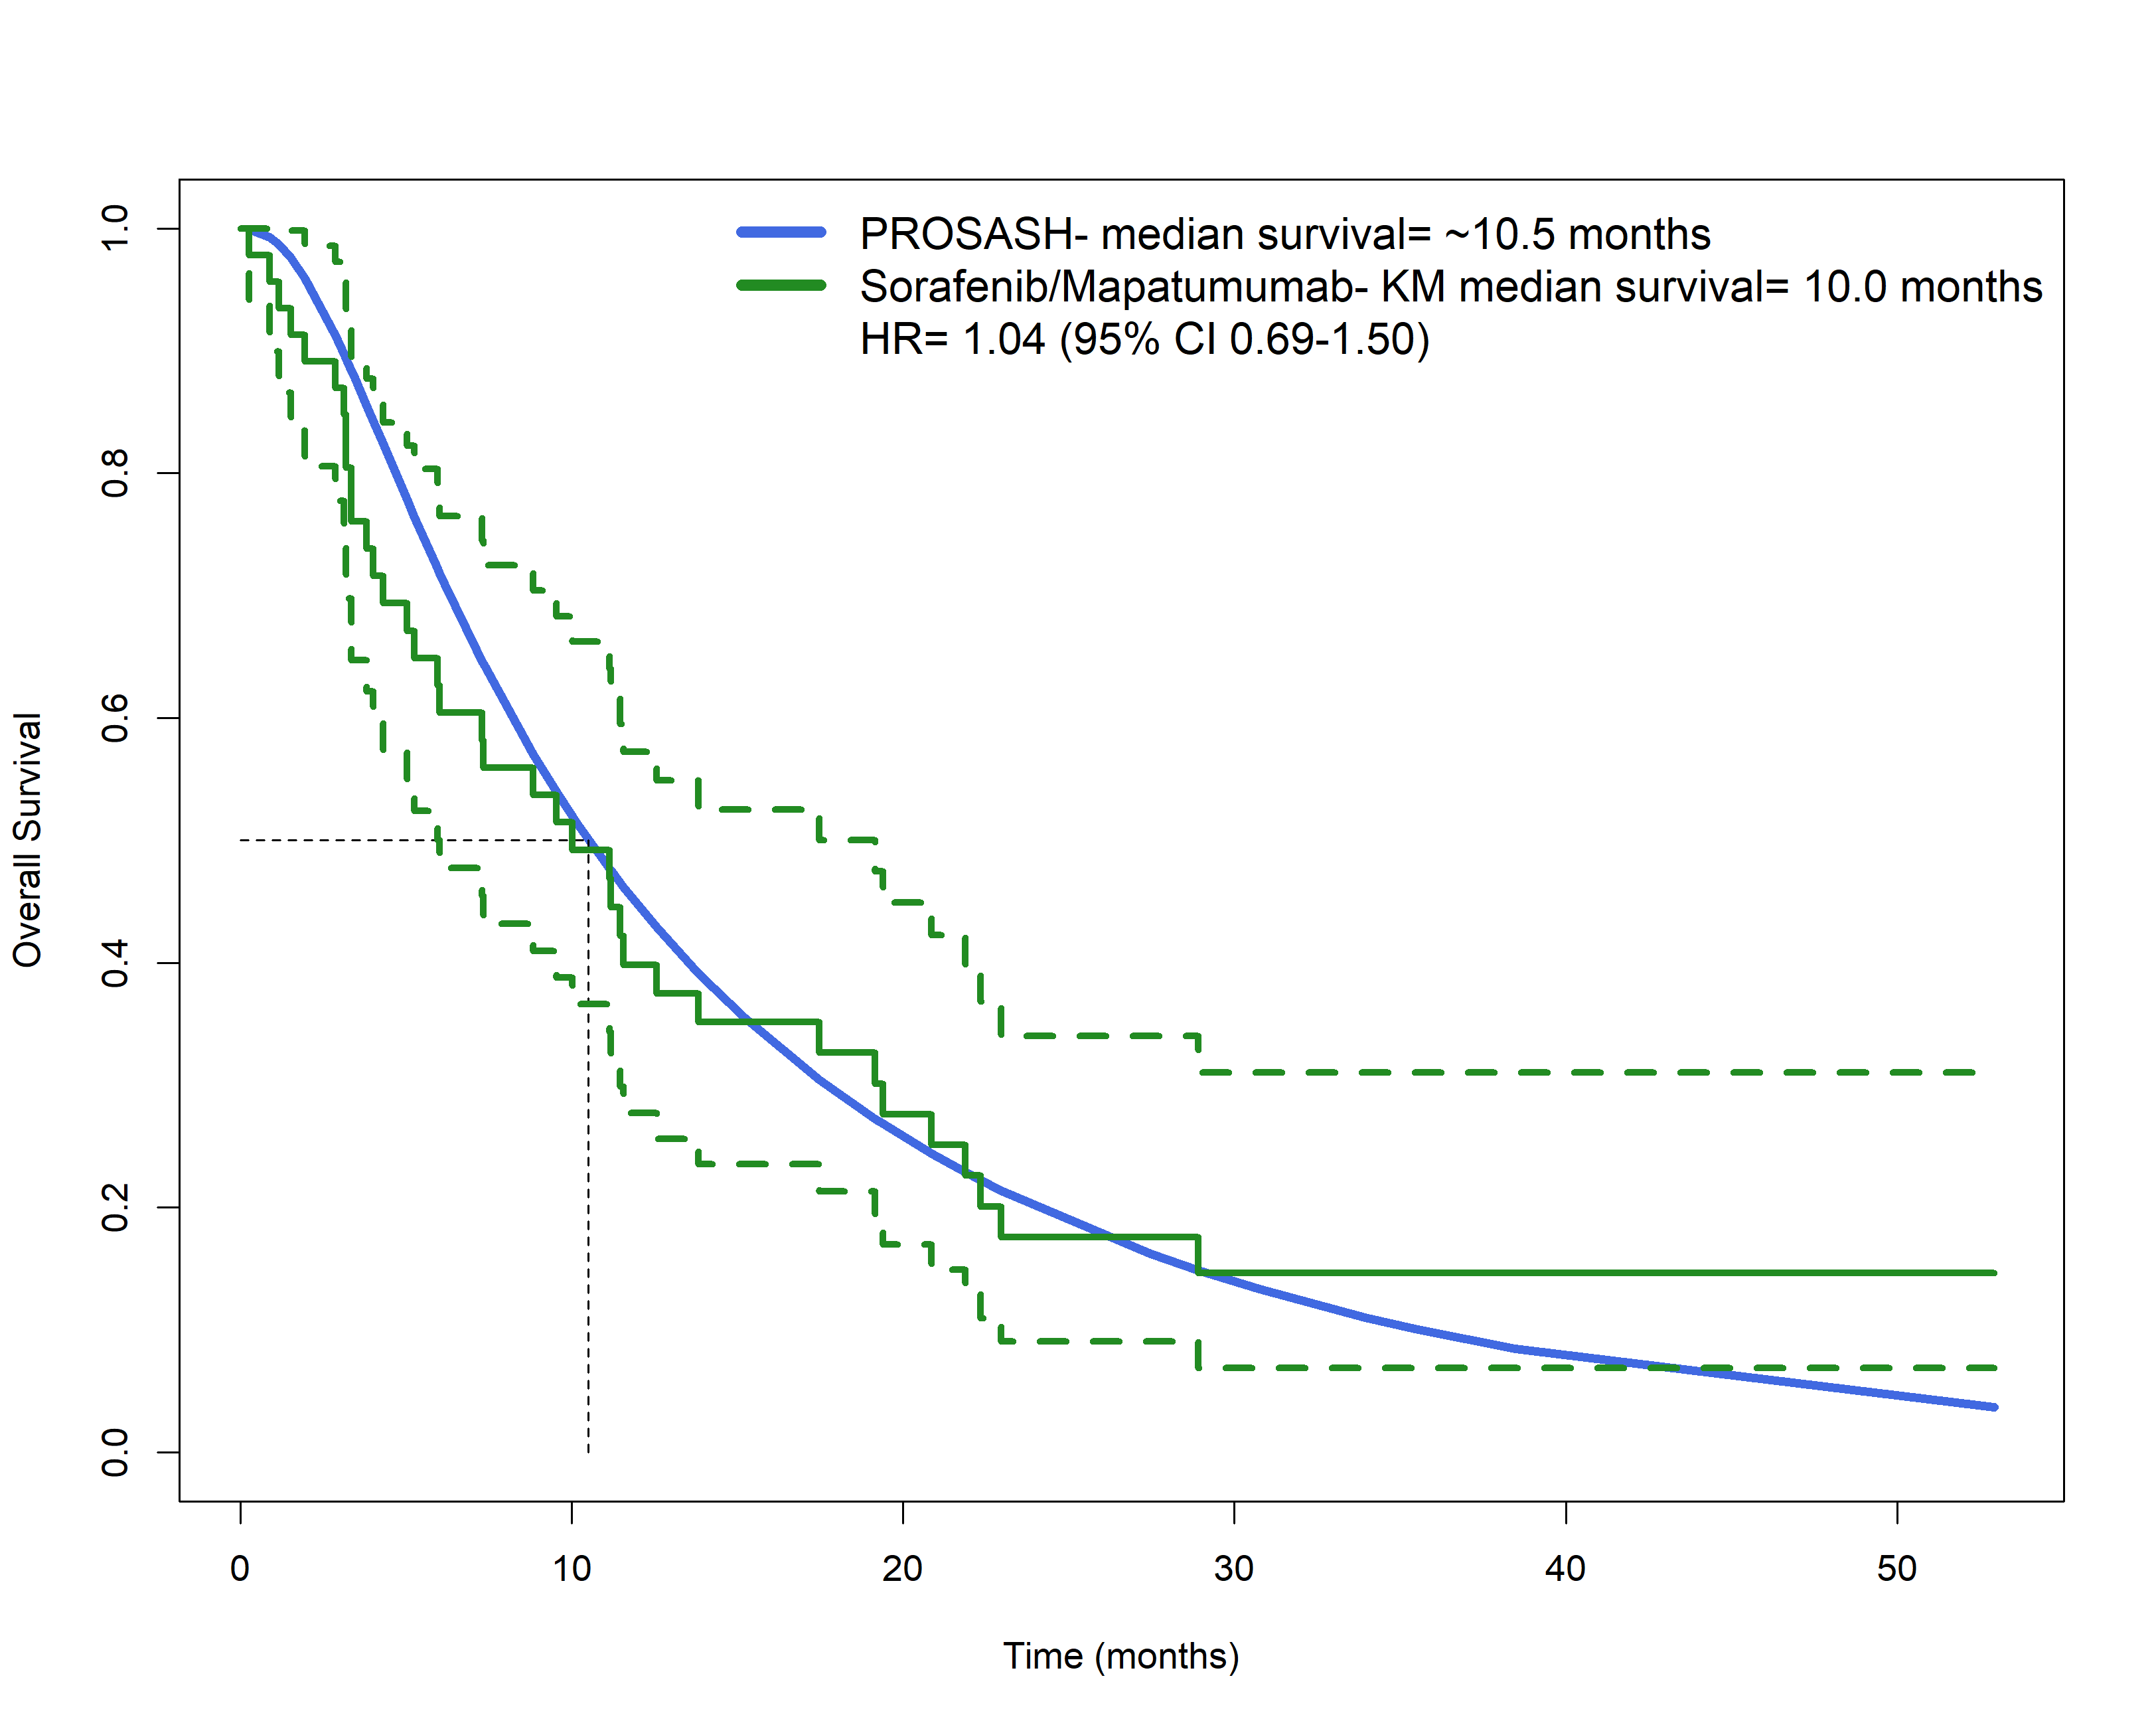 PROSASH- median survival= ~10.5 months
Sorafenib/Mapatumumab- KM median survival= 10.0 months
HR= 1.04 (95% CI 0.69-1.50)
Overall Survival
1.0
0.8
0.6
0.4
0.2
0.0
0 10 20 30 40 50
Time (months)